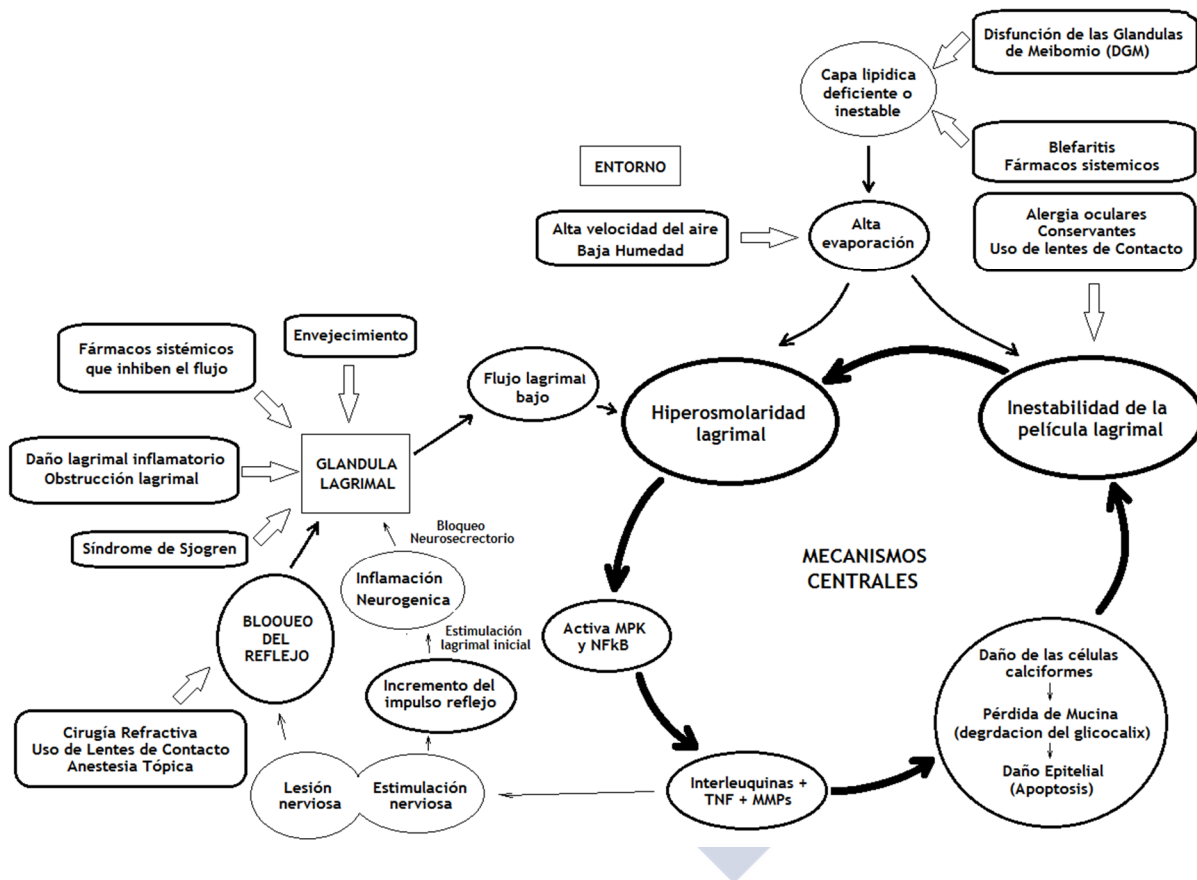 Disfunción de las Glandulas
de Meibomio (DGM)
Capa lipidica
deficiente o
inestable
Blefaritis
Fármacos sistemicos
ENTORNO
Alta velocidad del aire
Baja Humedad
Alta
evaporación
Alergia oculares
Conservantes
Uso de lentes de Contacto
Envejecimiento
Fármacos sistémicos
que inhiben el flujo
Flujo lagrimal
bajo
Hiperosmolaridad
lagrimal
Inestabilidad de la
película lagrimal
Daño lagrimal inflamatorio
Obstrucción lagrimal
GLANDULA
LAGRIMAL
Síndrome de Sjogren
Bloqueo
Neurosecrectorio
Inflamación
Neurogenica
MECANISMOS
CENTRALES
BLOQUEO
DEL
REFLEJO
Estimulación
lagrimal inicial
Activa MPK
y NFkB
Incremento del
impulso reflejo
Daño de las células
calciformes
Pérdida de Mucina
(degrdacion del glicocalix)
Daño Epitelial
(Apoptosis)
Cirugía Refractiva
Uso de Lentes de Contacto
Anestesia Tópica
Lesión
nerviosa
Estimulación
nerviosa
Interleuquinas +
TNF + MMPs